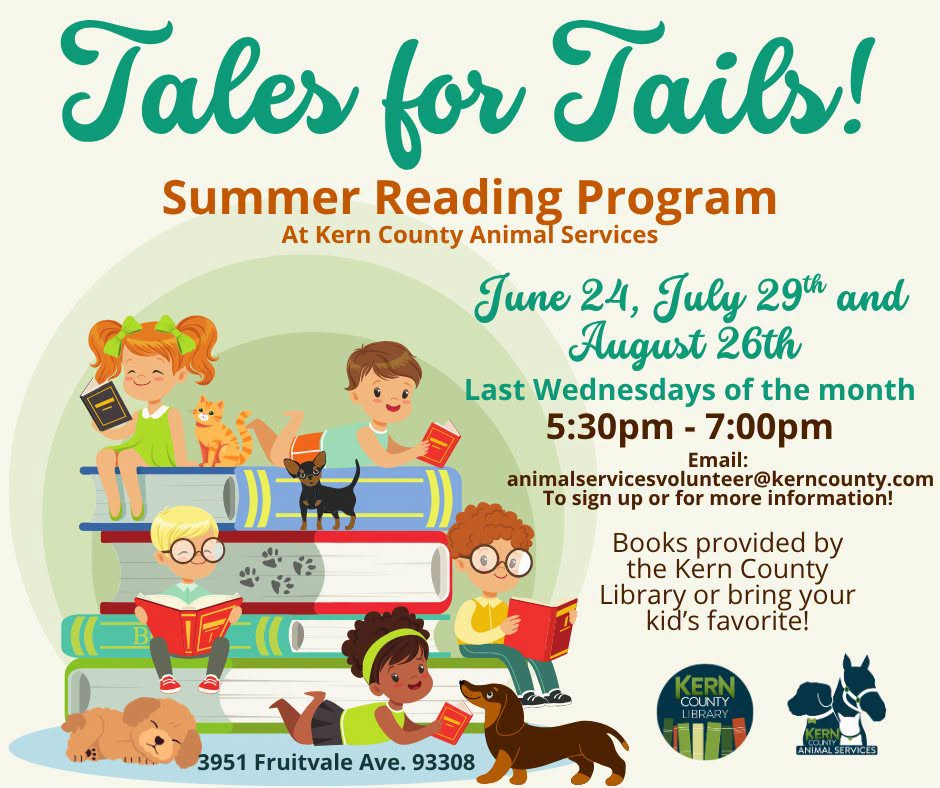 Tales for Tails!
Summer Reading Program
At Kern County Animal Services
June 24, July 29th and
August 26th
Last Wednesdays of the month
5:30pm - 7:00pm
Email:
animalservicesvolunteer@kerncounty.com
To sign up or for more information!
Books provided by
the Kern County
Library or bring your
kid's favorite!
B
KERN
COUNTY
LIBRARY
KERN
COUNTY
ANIMAL SERVICES
3951 Fruitvale Ave. 93308